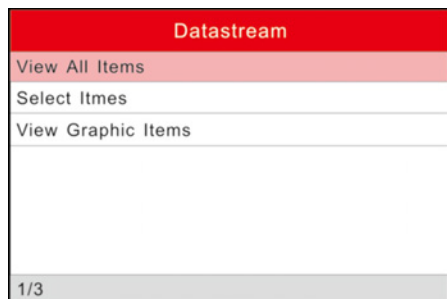 Datastream
View All Items
Select Itmes
View Graphic Items
1/3